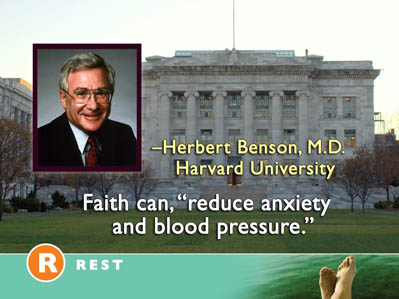 –Herbert Benson, M.D.
Harvard University
Faith can, “reduce anxiety
and blood pressure.”
R REST